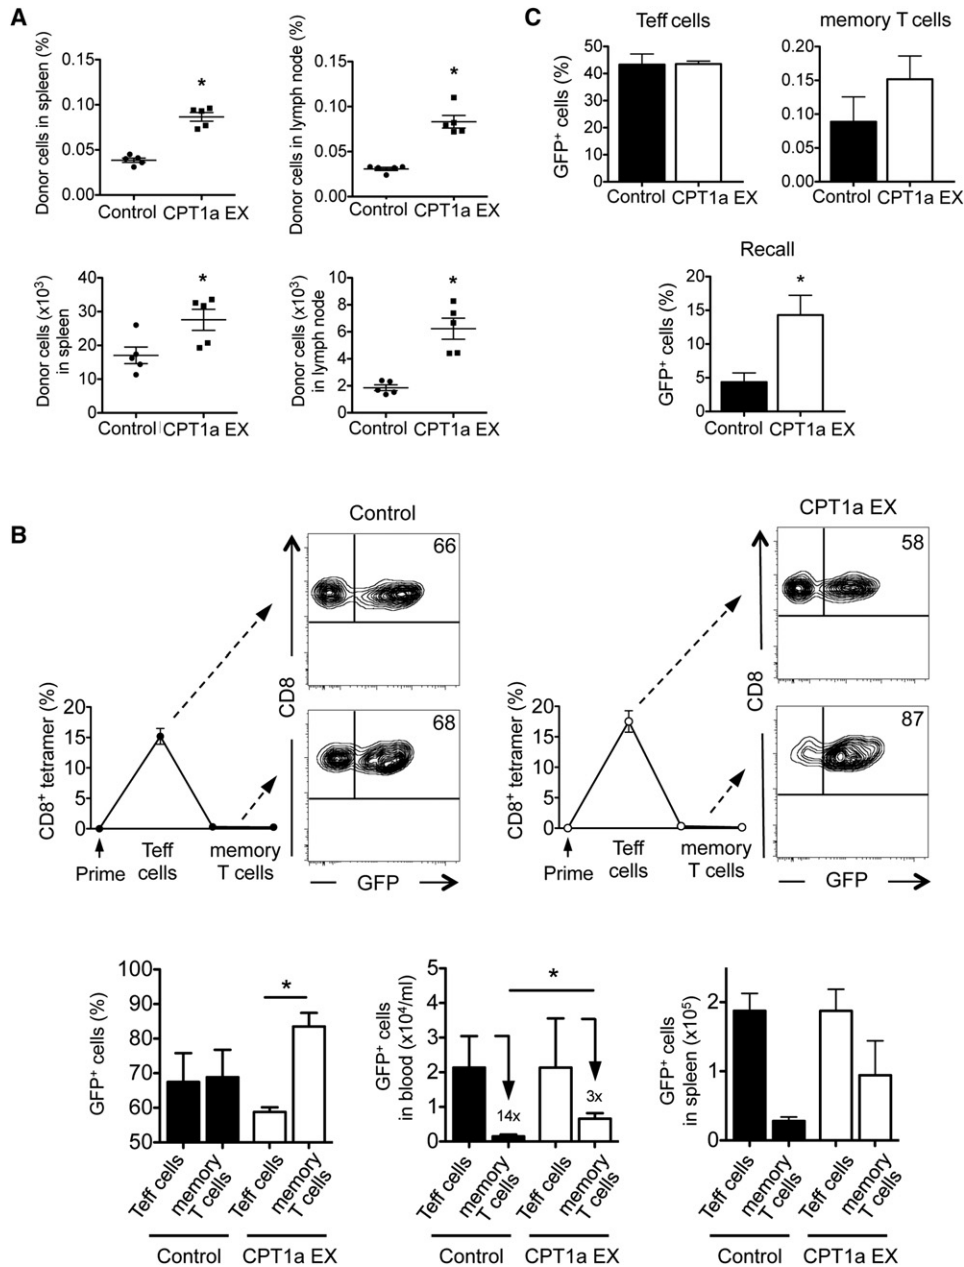 A
Donor cells in spleen (%)
0.15
0.10
0.05
0.00
*
Control CPT1a EX
Donor cells in lymph node (%)
0.15
0.10
0.05
0.00
*
Control CPT1a EX
Donor cells (x10³)
in spleen
40
30
20
10
0
*
Control CPT1a EX
Donor cells (x10³)
in lymph node
10
8
6
4
2
0
*
Control CPT1a EX
C
Teff cells
GFP⁺ cells (%)
50
40
30
20
10
0
Control CPT1a EX
memory T cells
0.20
0.15
0.10
0.05
0.00
Control CPT1a EX
Recall
GFP⁺ cells (%)
20
15
10
5
0
*
Control CPT1a EX
B
Control
66
68
CD8
GFP
CD8⁺ tetramer (%)
20
15
10
5
0
Prime
Teff
cells
memory
T cells
CPT1a EX
58
87
CD8
GFP
CD8⁺ tetramer (%)
20
15
10
5
0
Prime
Teff
cells
memory
T cells
GFP⁺ cells (%)
100
90
80
70
60
50
*
Teff cells
memory
T cells
Teff cells
memory
T cells
Control
CPT1a EX
GFP⁺ cells
in blood (x10⁴/ml)
5
4
3
2
1
0
*
14x
3x
Teff cells
memory
T cells
Teff cells
memory
T cells
Control
CPT1a EX
GFP⁺ cells
in spleen (x10⁵)
2
1
0
Teff cells
memory
T cells
Teff cells
memory
T cells
Control
CPT1a EX